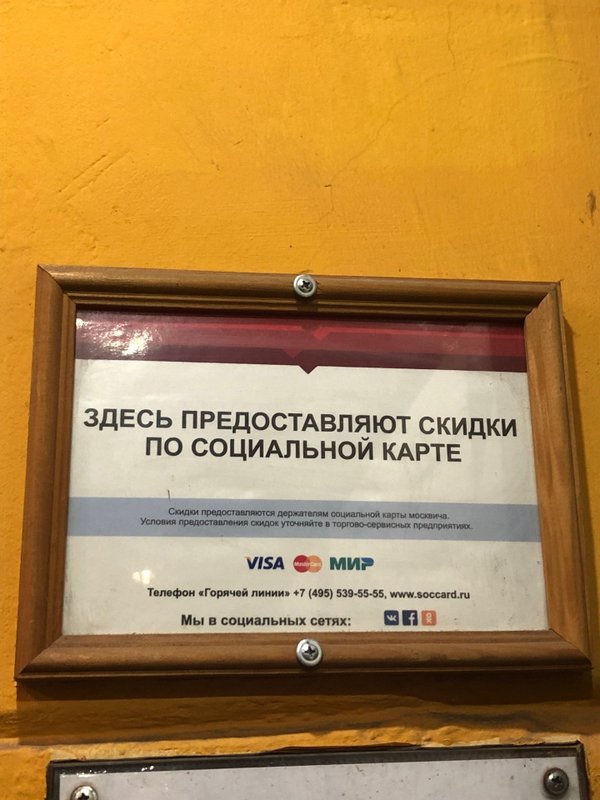 ЗДЕСЬ ПРЕДОСТАВЛЯЮТ СКИДКИ
ПО СОЦИАЛЬНОЙ КАРТЕ
Скидки предоставляются держателям социальной карты москвича.
Условия предоставления скидок уточняйте в торгово-сервисных предприятиях.
VISA MasterCard МИР
Телефон «Горячей линии» +7 (495) 539-55-55, www.soccard.ru
Мы в социальных сетях: